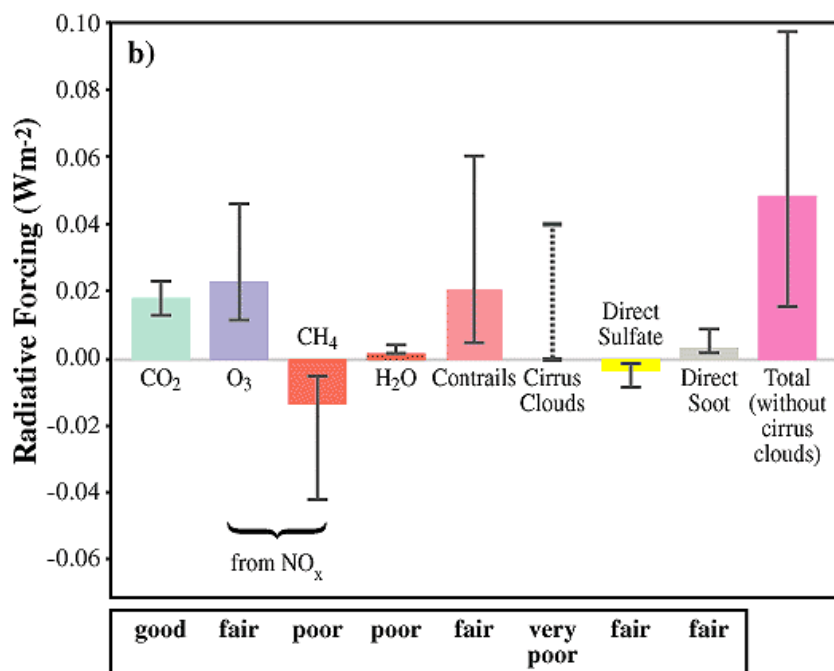 b)
Radiative Forcing (Wm-2)
0.10
0.08
0.06
0.04
0.02
0.00
-0.02
-0.04
-0.06
CO2
O3
CH4
from NOx
H2O
Contrails
Cirrus
Clouds
Direct
Sulfate
Direct
Soot
Total
(without
cirrus
clouds)
good fair poor poor fair very poor fair fair